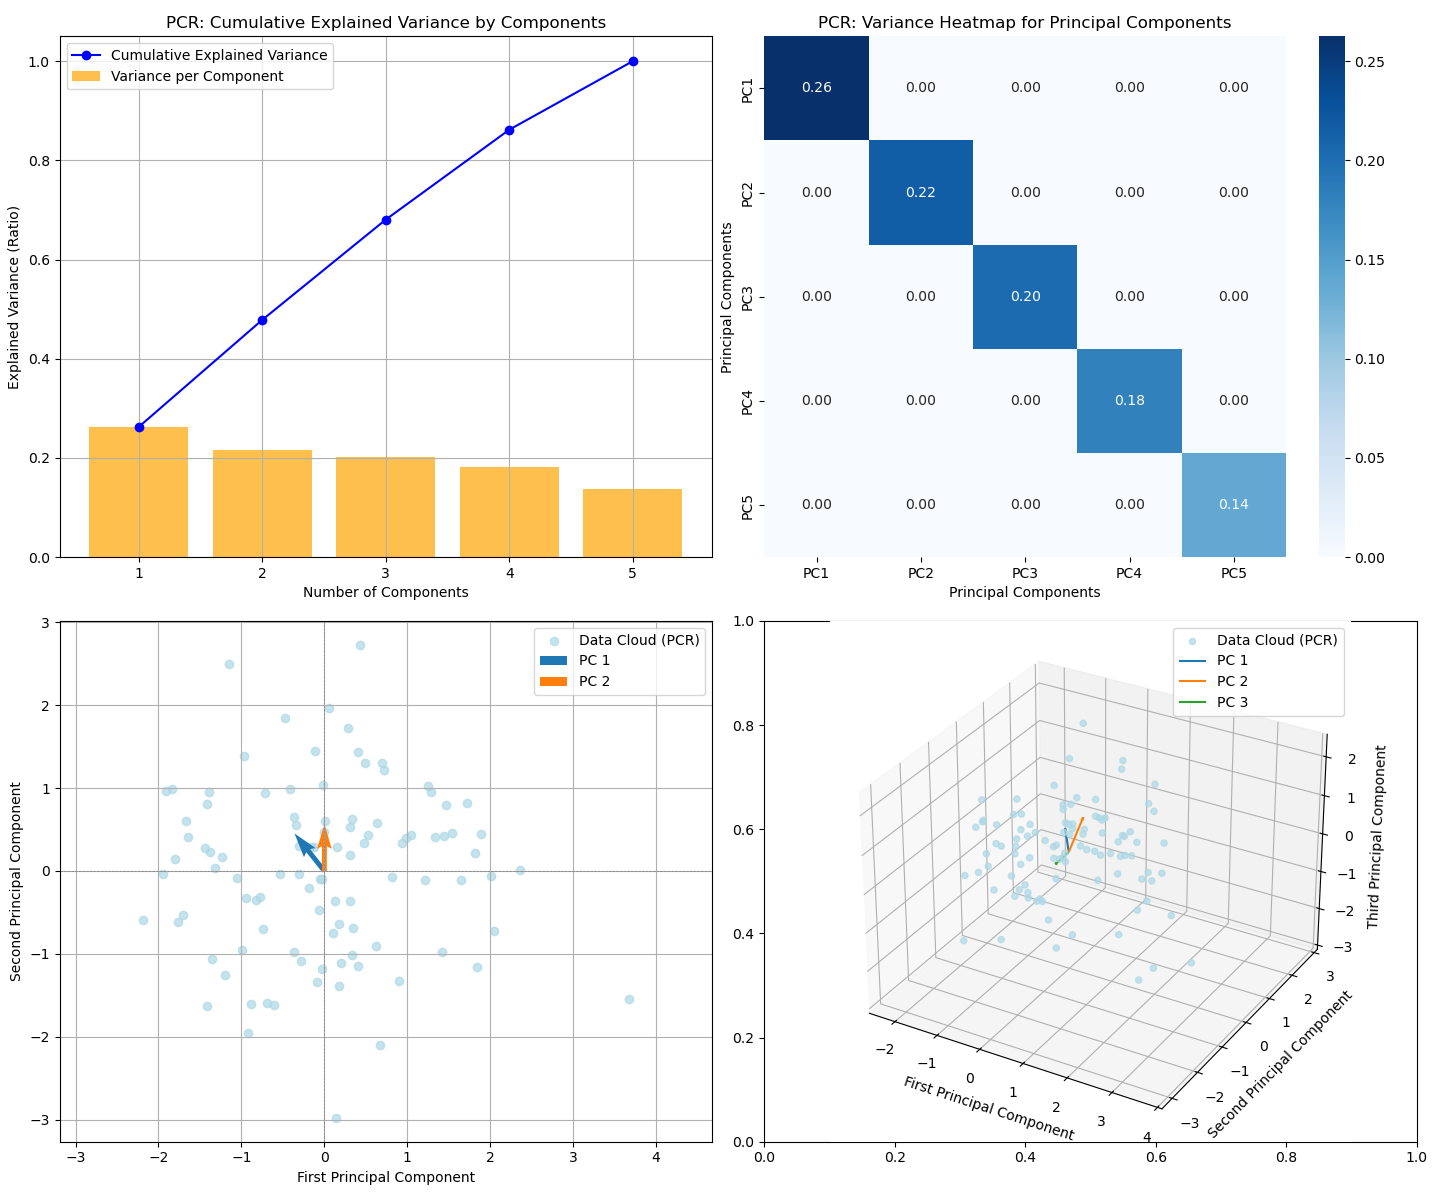 PCR: Cumulative Explained Variance by Components
Cumulative Explained Variance
Variance per Component
Explained Variance (Ratio)
1.0
0.8
0.6
0.4
0.2
0.0
1 2 3 4 5
Number of Components
PCR: Variance Heatmap for Principal Components
Principal Components
PC1 0.26 0.00 0.00 0.00 0.00
PC2 0.00 0.22 0.00 0.00 0.00
PC3 0.00 0.00 0.20 0.00 0.00
PC4 0.00 0.00 0.00 0.18 0.00
PC5 0.00 0.00 0.00 0.00 0.14
PC1 PC2 PC3 PC4 PC5
Principal Components
0.25
0.20
0.15
0.10
0.05
0.00
Data Cloud (PCR)
PC 1
PC 2
Second Principal Component
3
2
1
0
−1
−2
−3
−3 −2 −1 0 1 2 3 4
First Principal Component
Data Cloud (PCR)
PC 1
PC 2
PC 3
1.0
0.8
0.6
0.4
0.2
0.0
0.0 0.2 0.4 0.6 0.8 1.0
−2 −1 0 1 2 3 4
First Principal Component
−3 −2 −1 0 1 2 3
Second Principal Component
2
1
0
−1
−2
−3
Third Principal Component